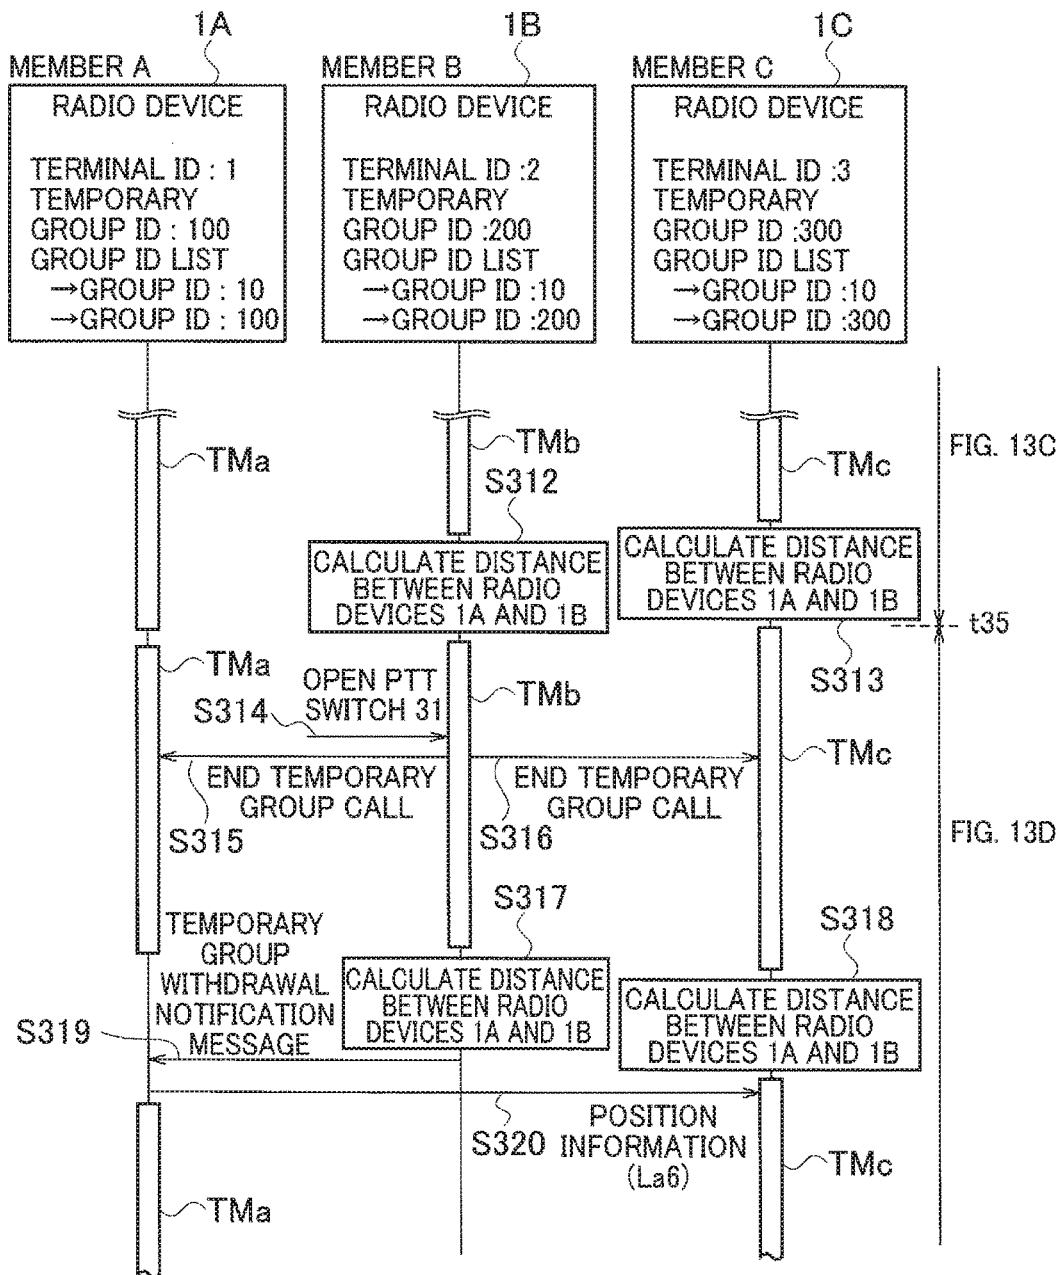 1A
1B
1C
MEMBER A
MEMBER B
MEMBER C
RADIO DEVICE
TERMINAL ID : 1
TEMPORARY
GROUP ID : 100
GROUP ID LIST
→GROUP ID : 10
→GROUP ID : 100
RADIO DEVICE
TERMINAL ID :2
TEMPORARY
GROUP ID :200
GROUP ID LIST
→GROUP ID :10
→GROUP ID :200
RADIO DEVICE
TERMINAL ID :3
TEMPORARY
GROUP ID :300
GROUP ID LIST
→GROUP ID :10
→GROUP ID :300
TMa
TMb
TMc
FIG. 13C
S312
CALCULATE DISTANCE
BETWEEN RADIO
DEVICES 1A AND 1B
CALCULATE DISTANCE
BETWEEN RADIO
DEVICES 1A AND 1B
t35
S313
TMa
OPEN PTT
SWITCH 31
S314
TMb
TMc
END TEMPORARY
GROUP CALL
S315
END TEMPORARY
GROUP CALL
S316
FIG. 13D
S317
S318
TEMPORARY
GROUP
WITHDRAWAL
NOTIFICATION
MESSAGE
S319
CALCULATE DISTANCE
BETWEEN RADIO
DEVICES 1A AND 1B
CALCULATE DISTANCE
BETWEEN RADIO
DEVICES 1A AND 1B
S320
POSITION
INFORMATION
(La6)
TMc
TMa